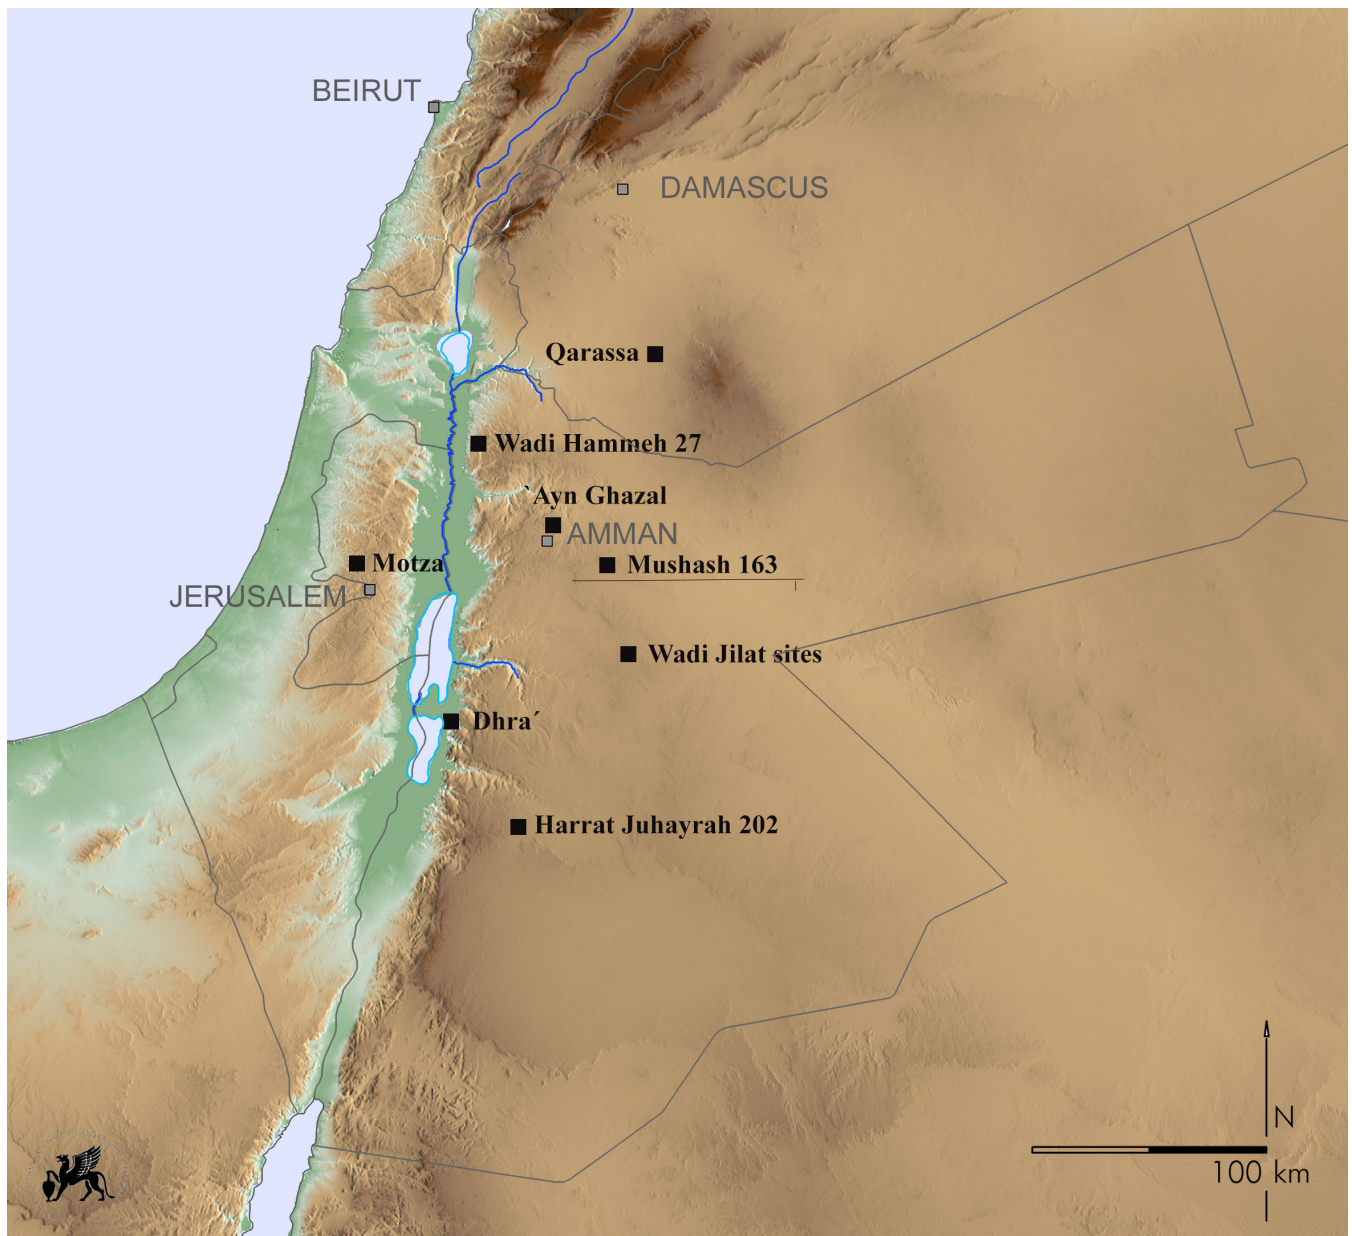 BEIRUT
DAMASCUS
Qarassa
Wadi Hammeh 27
`Ayn Ghazal
AMMAN
Motza
Mushash 163
JERUSALEM
Wadi Jilat sites
Dhra´
Harrat Juhayrah 202
N
100 km